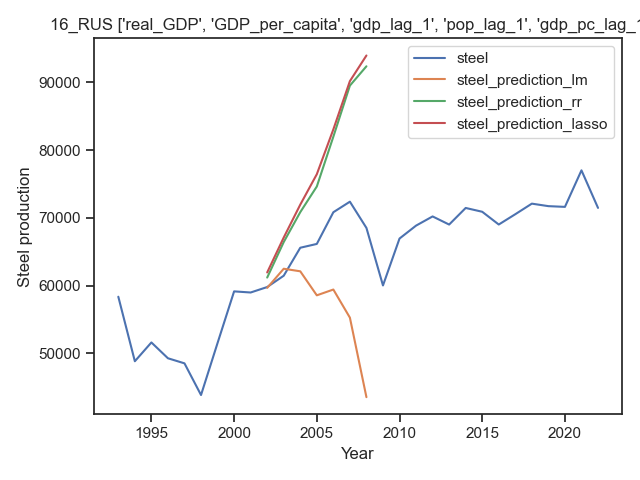 16_RUS ['real_GDP', 'GDP_per_capita', 'gdp_lag_1', 'pop_lag_1', 'gdp_pc_lag_1
steel
steel_prediction_lm
steel_prediction_rr
steel_prediction_lasso
90000
80000
70000
60000
50000
Steel production
1995 2000 2005 2010 2015 2020
Year